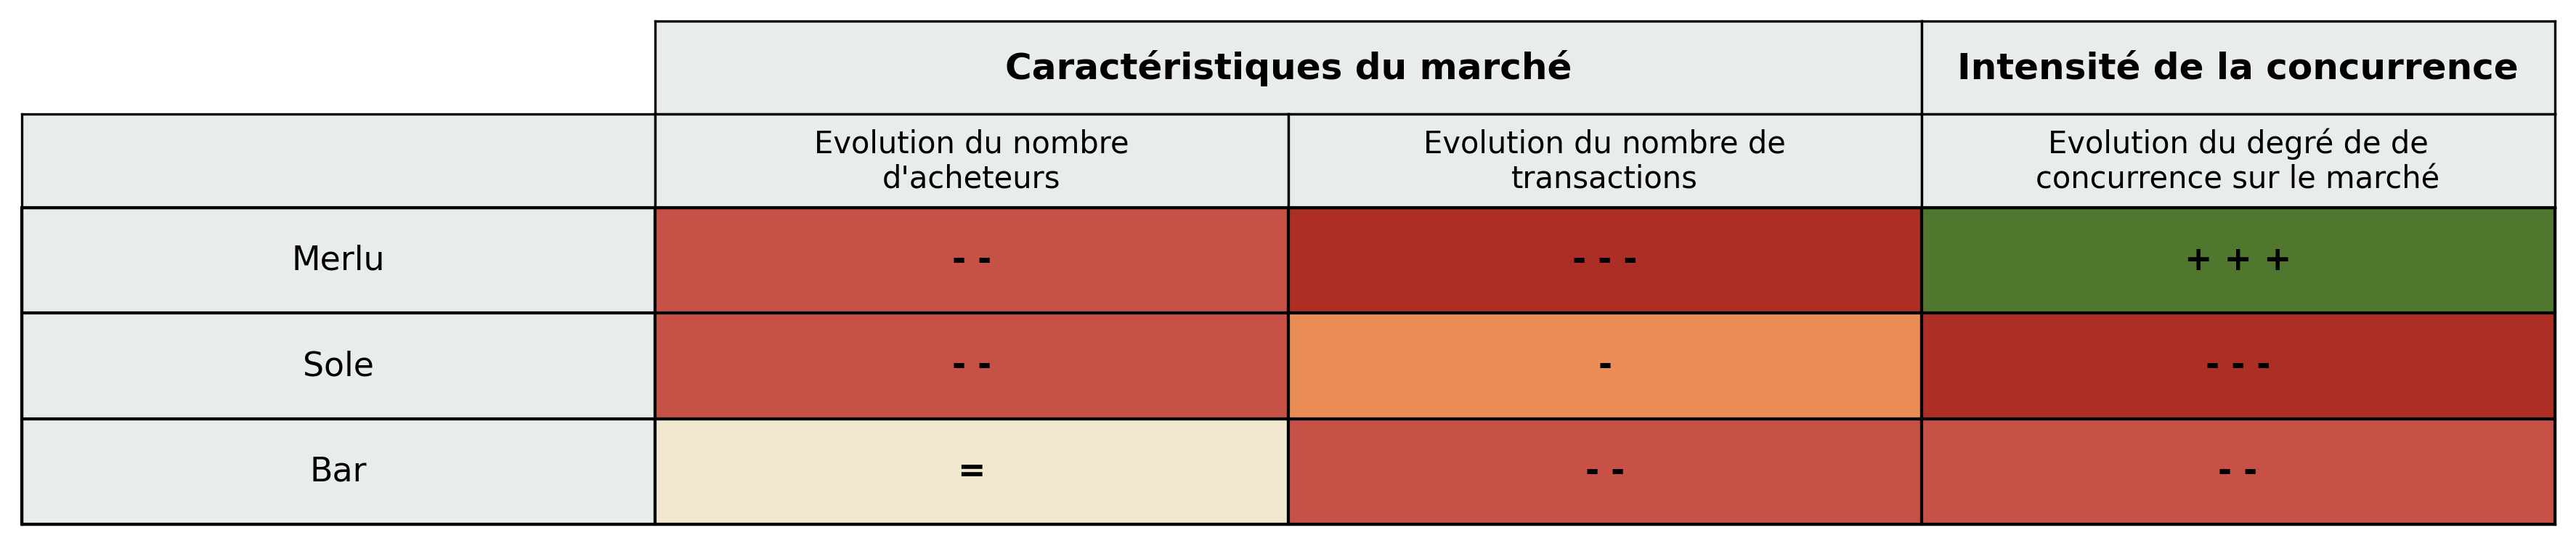 Caractéristiques du marché
Intensité de la concurrence
Evolution du nombre
d'acheteurs
Evolution du nombre de
transactions
Evolution du degré de de
concurrence sur le marché
Merlu
- -
- - -
+ + +
Sole
- -
-
- - -
Bar
=
- -
- -